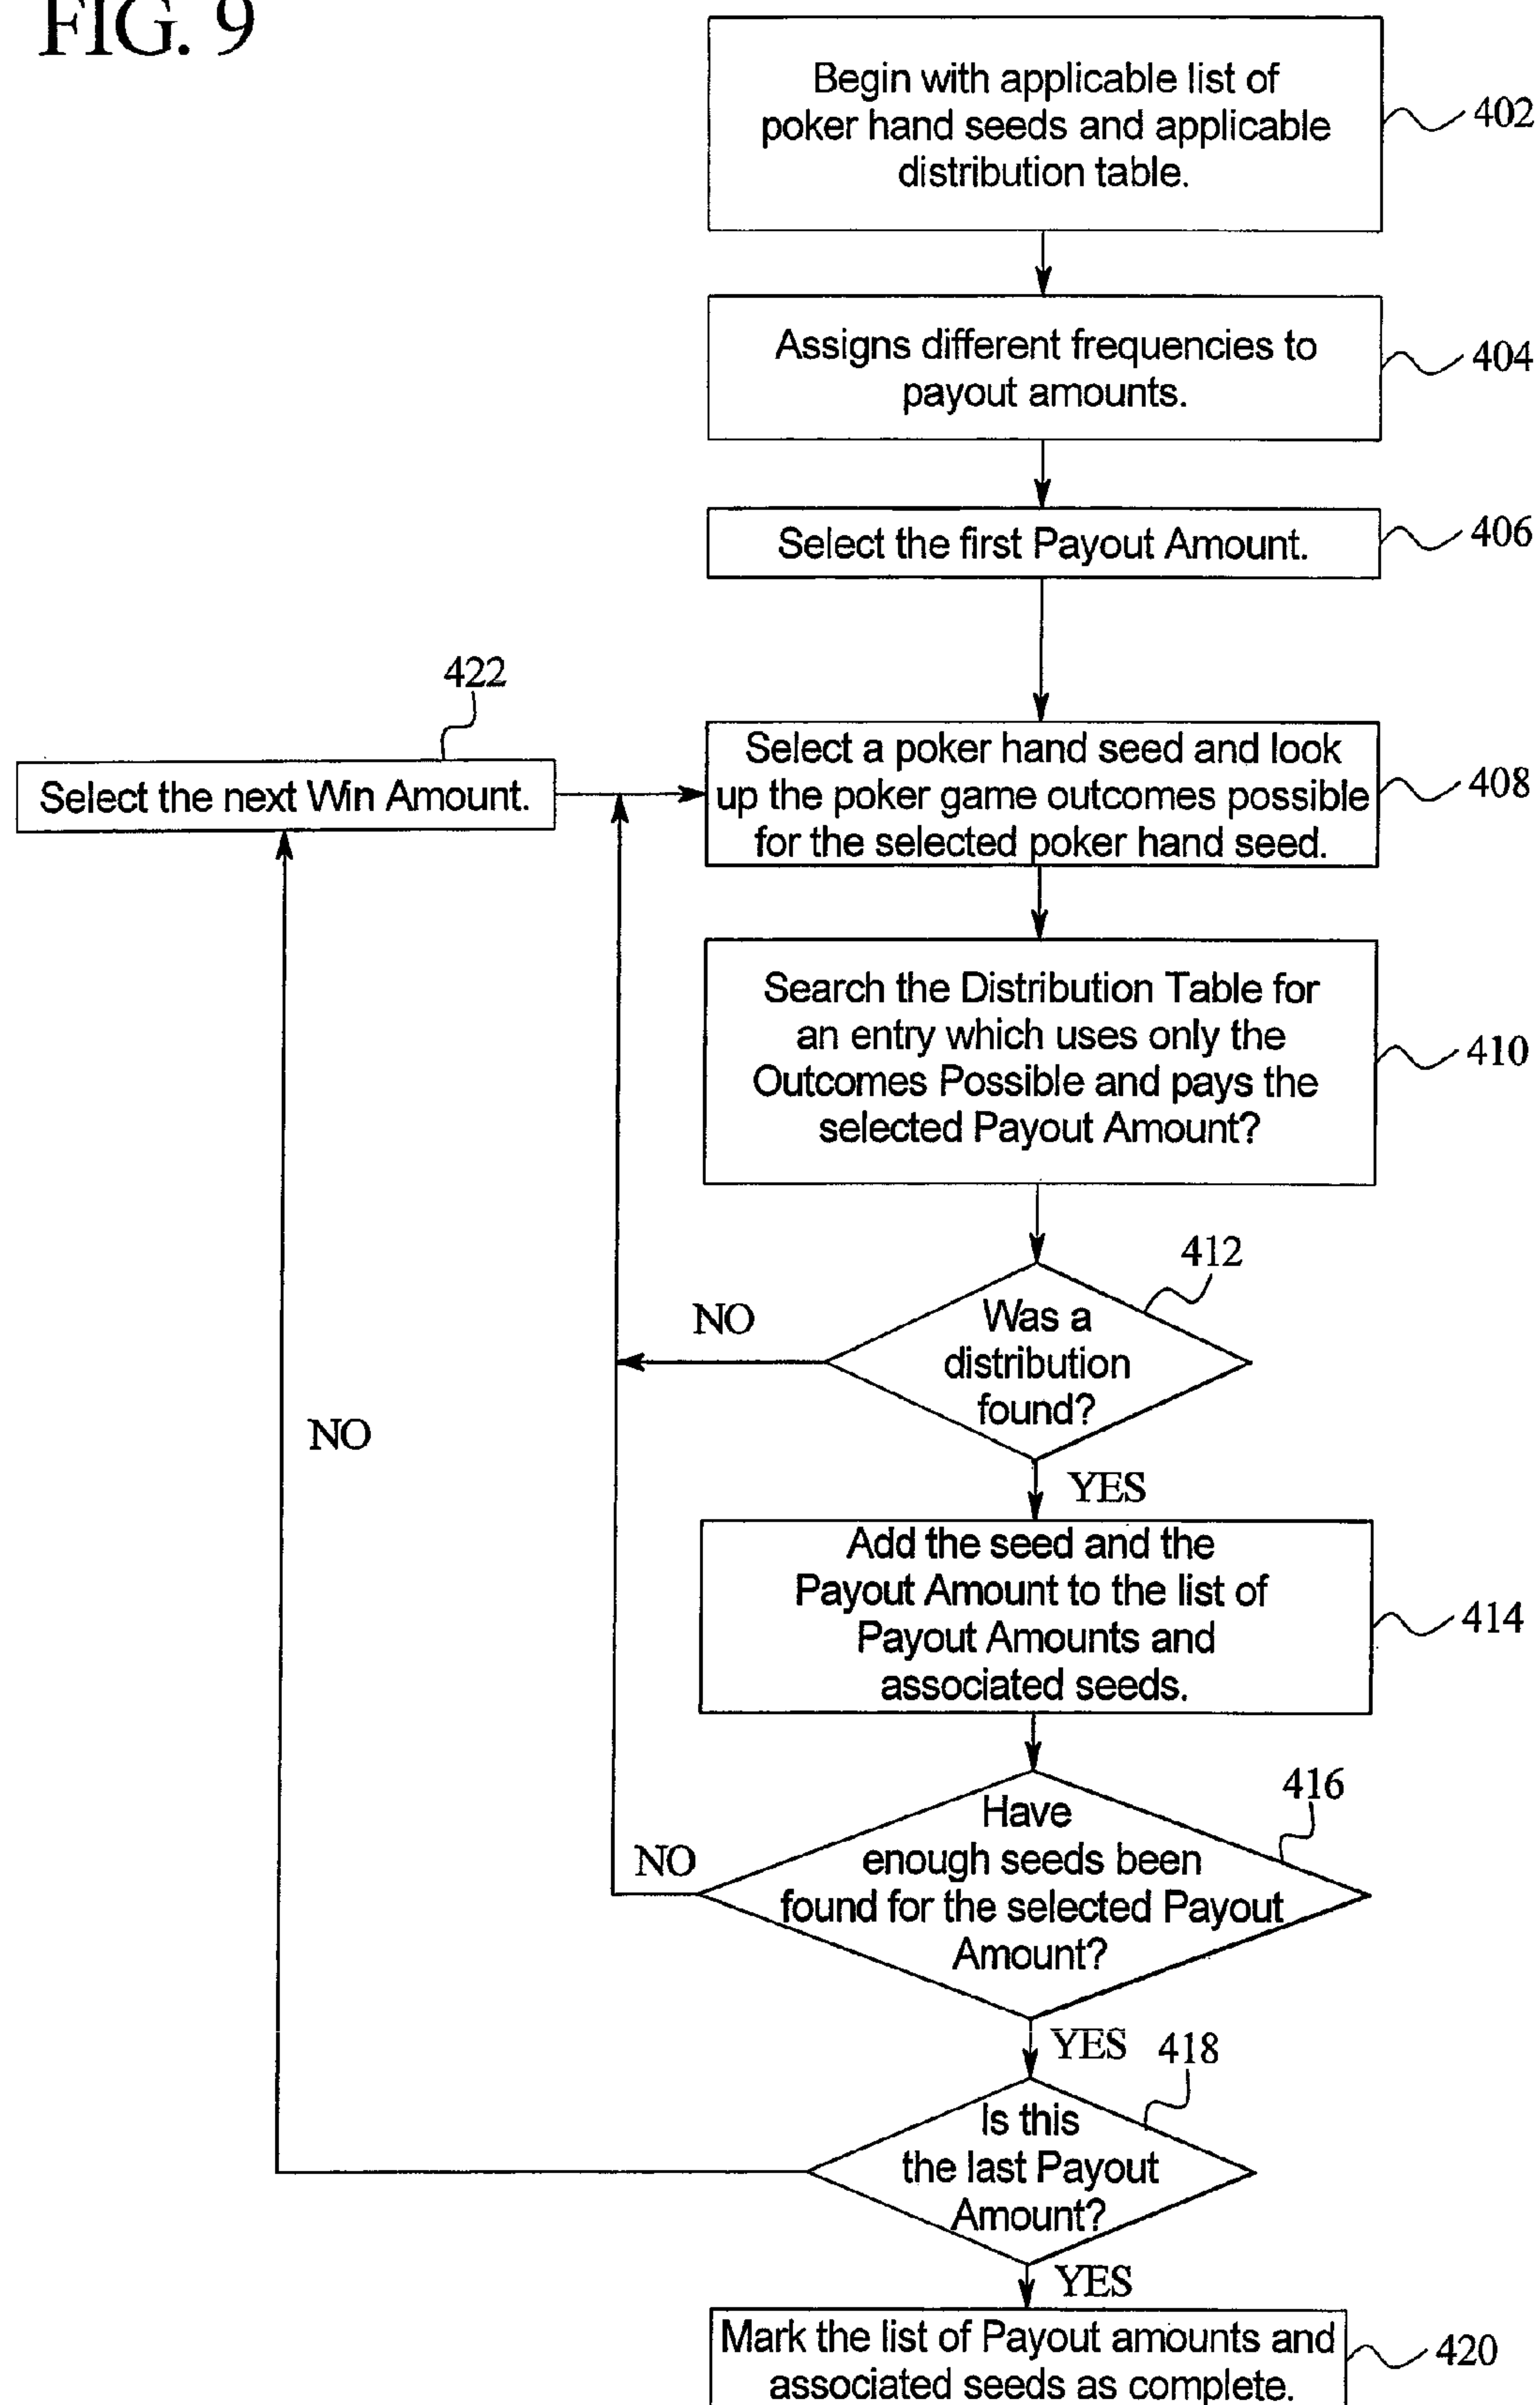 FIG. 9
Begin with applicable list of
poker hand seeds and applicable
distribution table.
402
Assigns different frequencies to
payout amounts.
404
Select the first Payout Amount.
406
422
Select the next Win Amount.
Select a poker hand seed and look
up the poker game outcomes possible
for the selected poker hand seed.
408
Search the Distribution Table for
an entry which uses only the
Outcomes Possible and pays the
selected Payout Amount?
410
412
Was a
distribution
found?
NO
NO
YES
Add the seed and the
Payout Amount to the list of
Payout Amounts and
associated seeds.
414
416
Have
enough seeds been
found for the selected Payout
Amount?
NO
YES
418
Is this
the last Payout
Amount?
YES
Mark the list of Payout amounts and
associated seeds as complete.
420